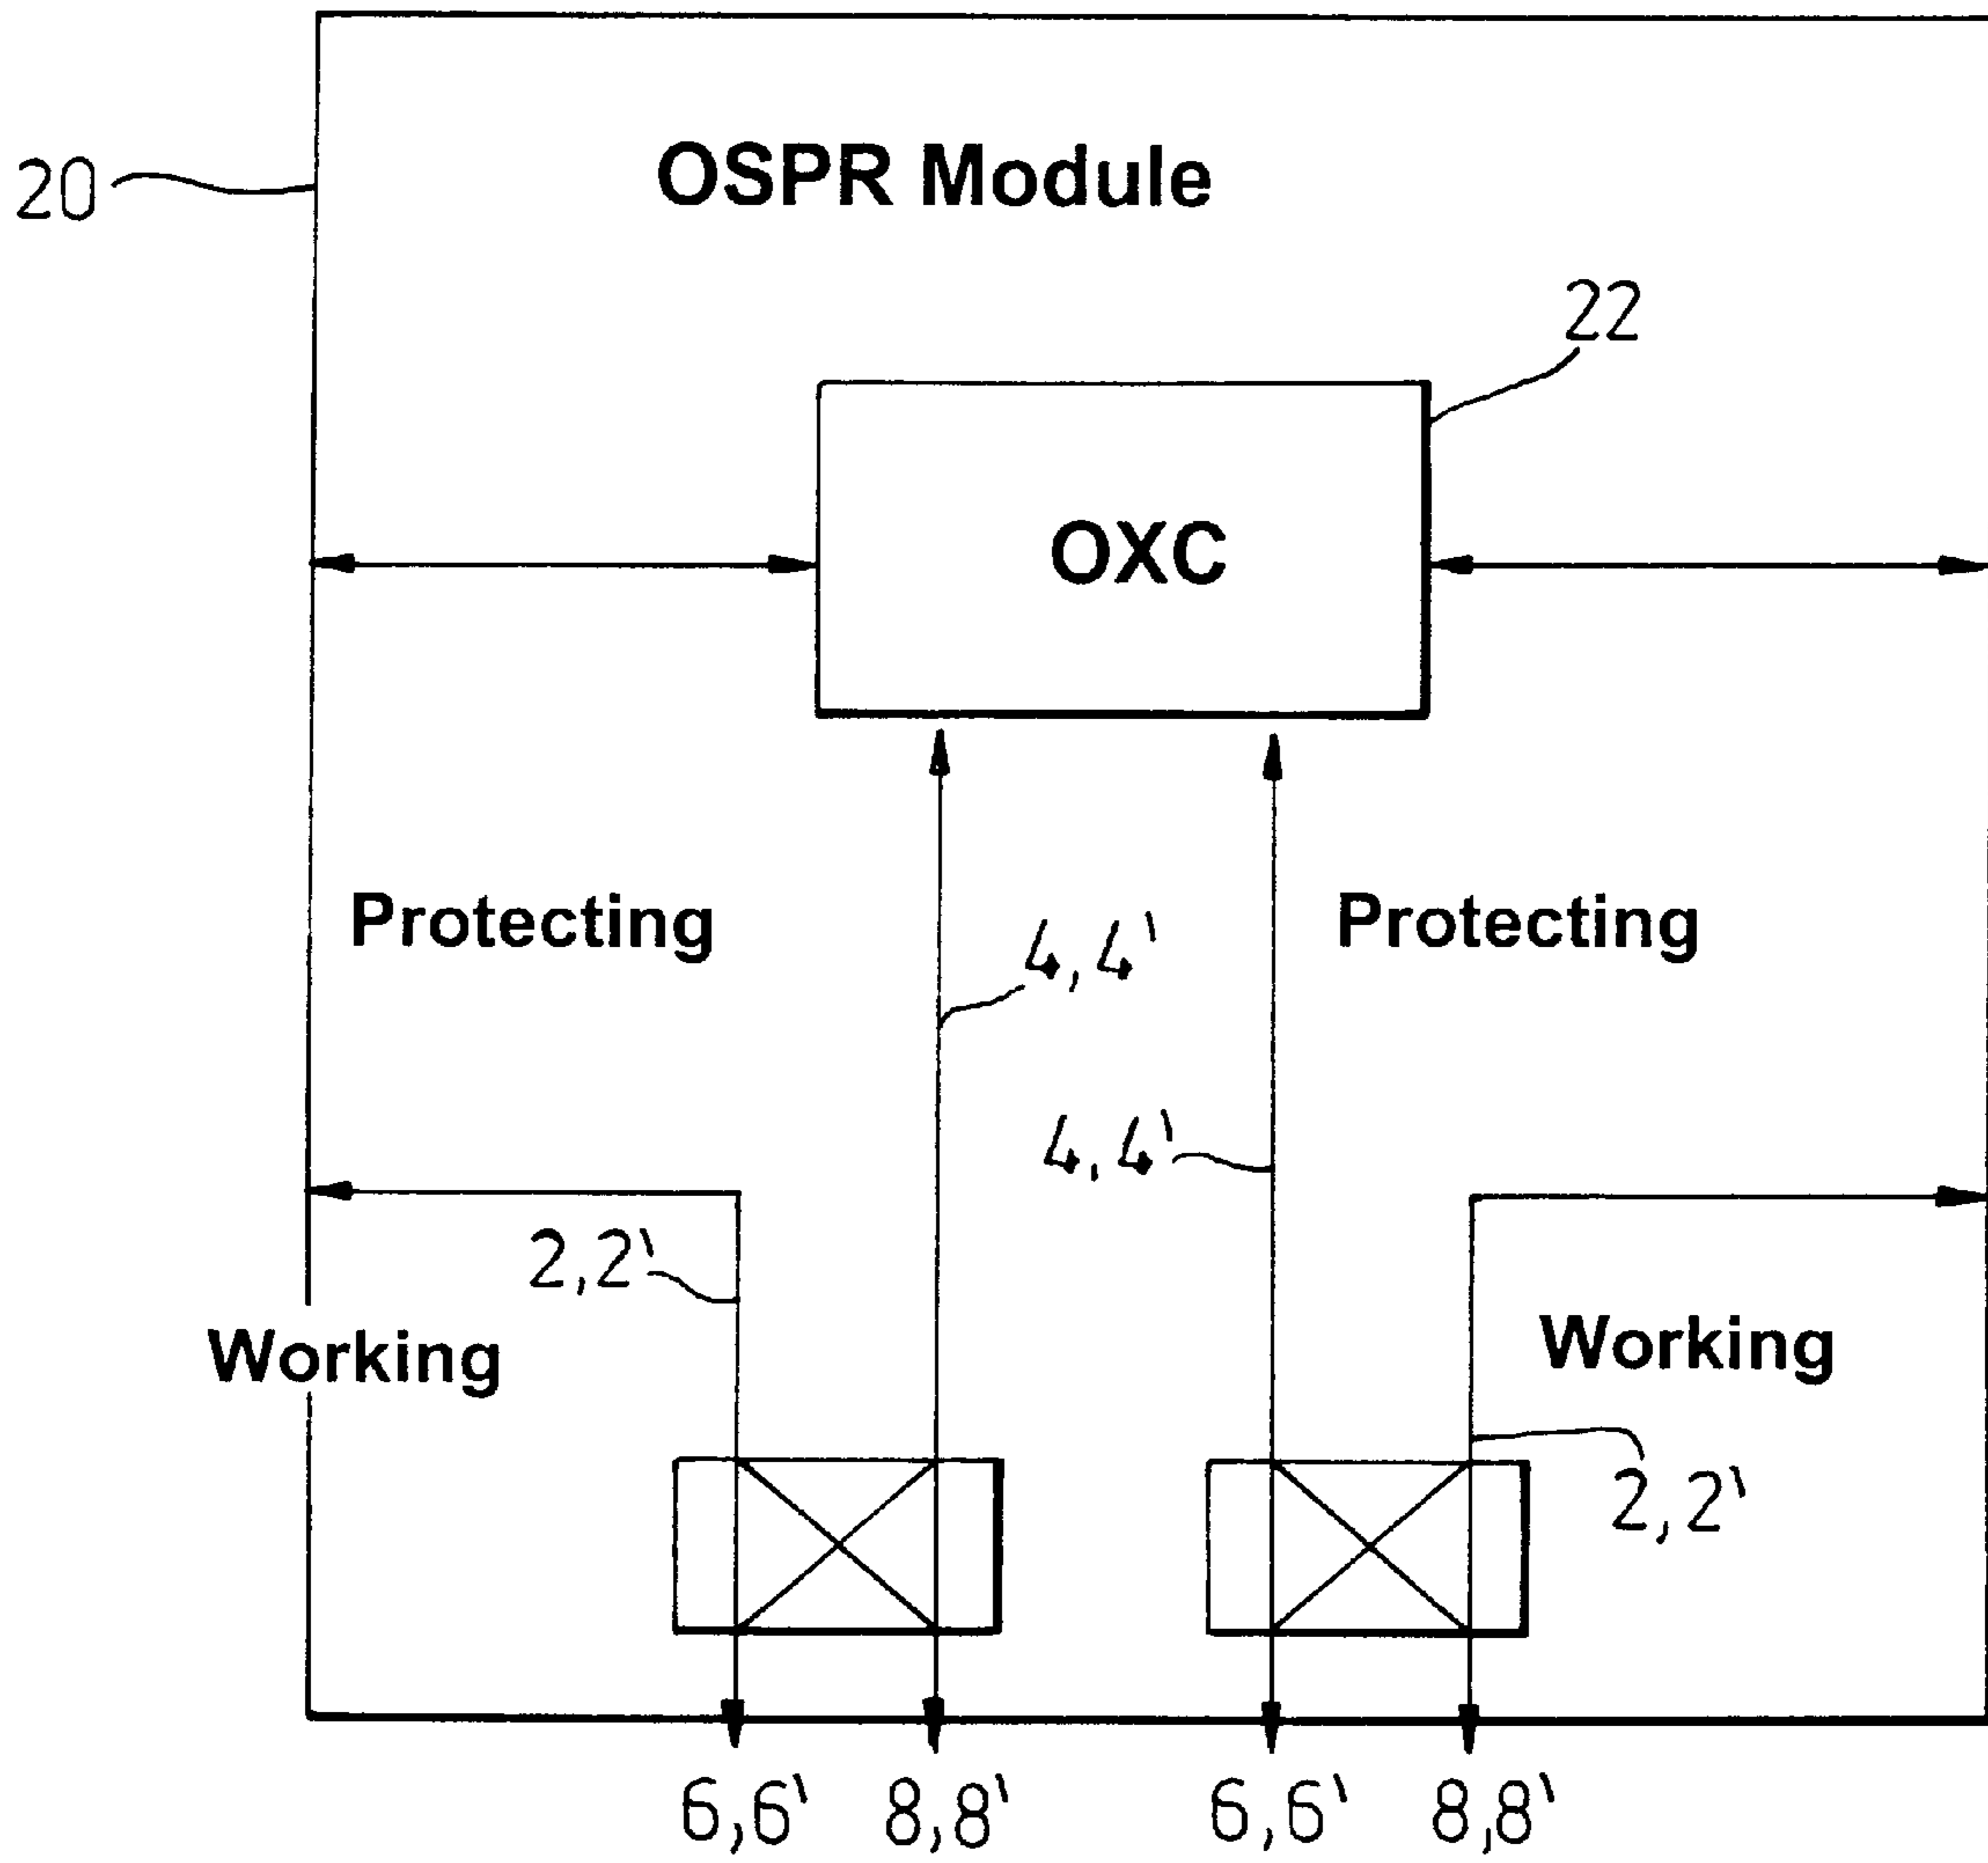 OSPR Module
20
22
OXC
Protecting
Protecting
4,4'
4,4'
2,2'
Working
Working
2,2'
6,6' 8,8' 6,6' 8,8'